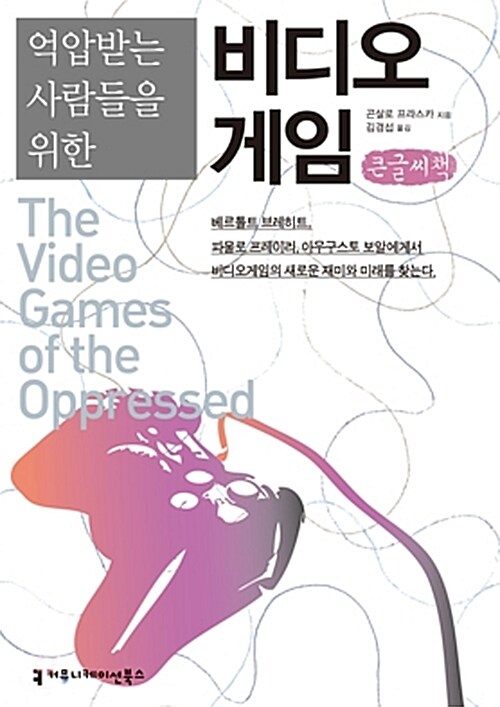 억압받는
사람들을
위한
비디오
게임
곤살로 프라스카 지음
김겸섭 옮김
큰글씨책
베르톨트 브레히트,
파울로 프레이리, 아우구스토 보알에게서
비디오게임의 새로운 재미와 미래를 찾는다.
The
Video
Games
of the
Oppressed
커뮤니케이션북스